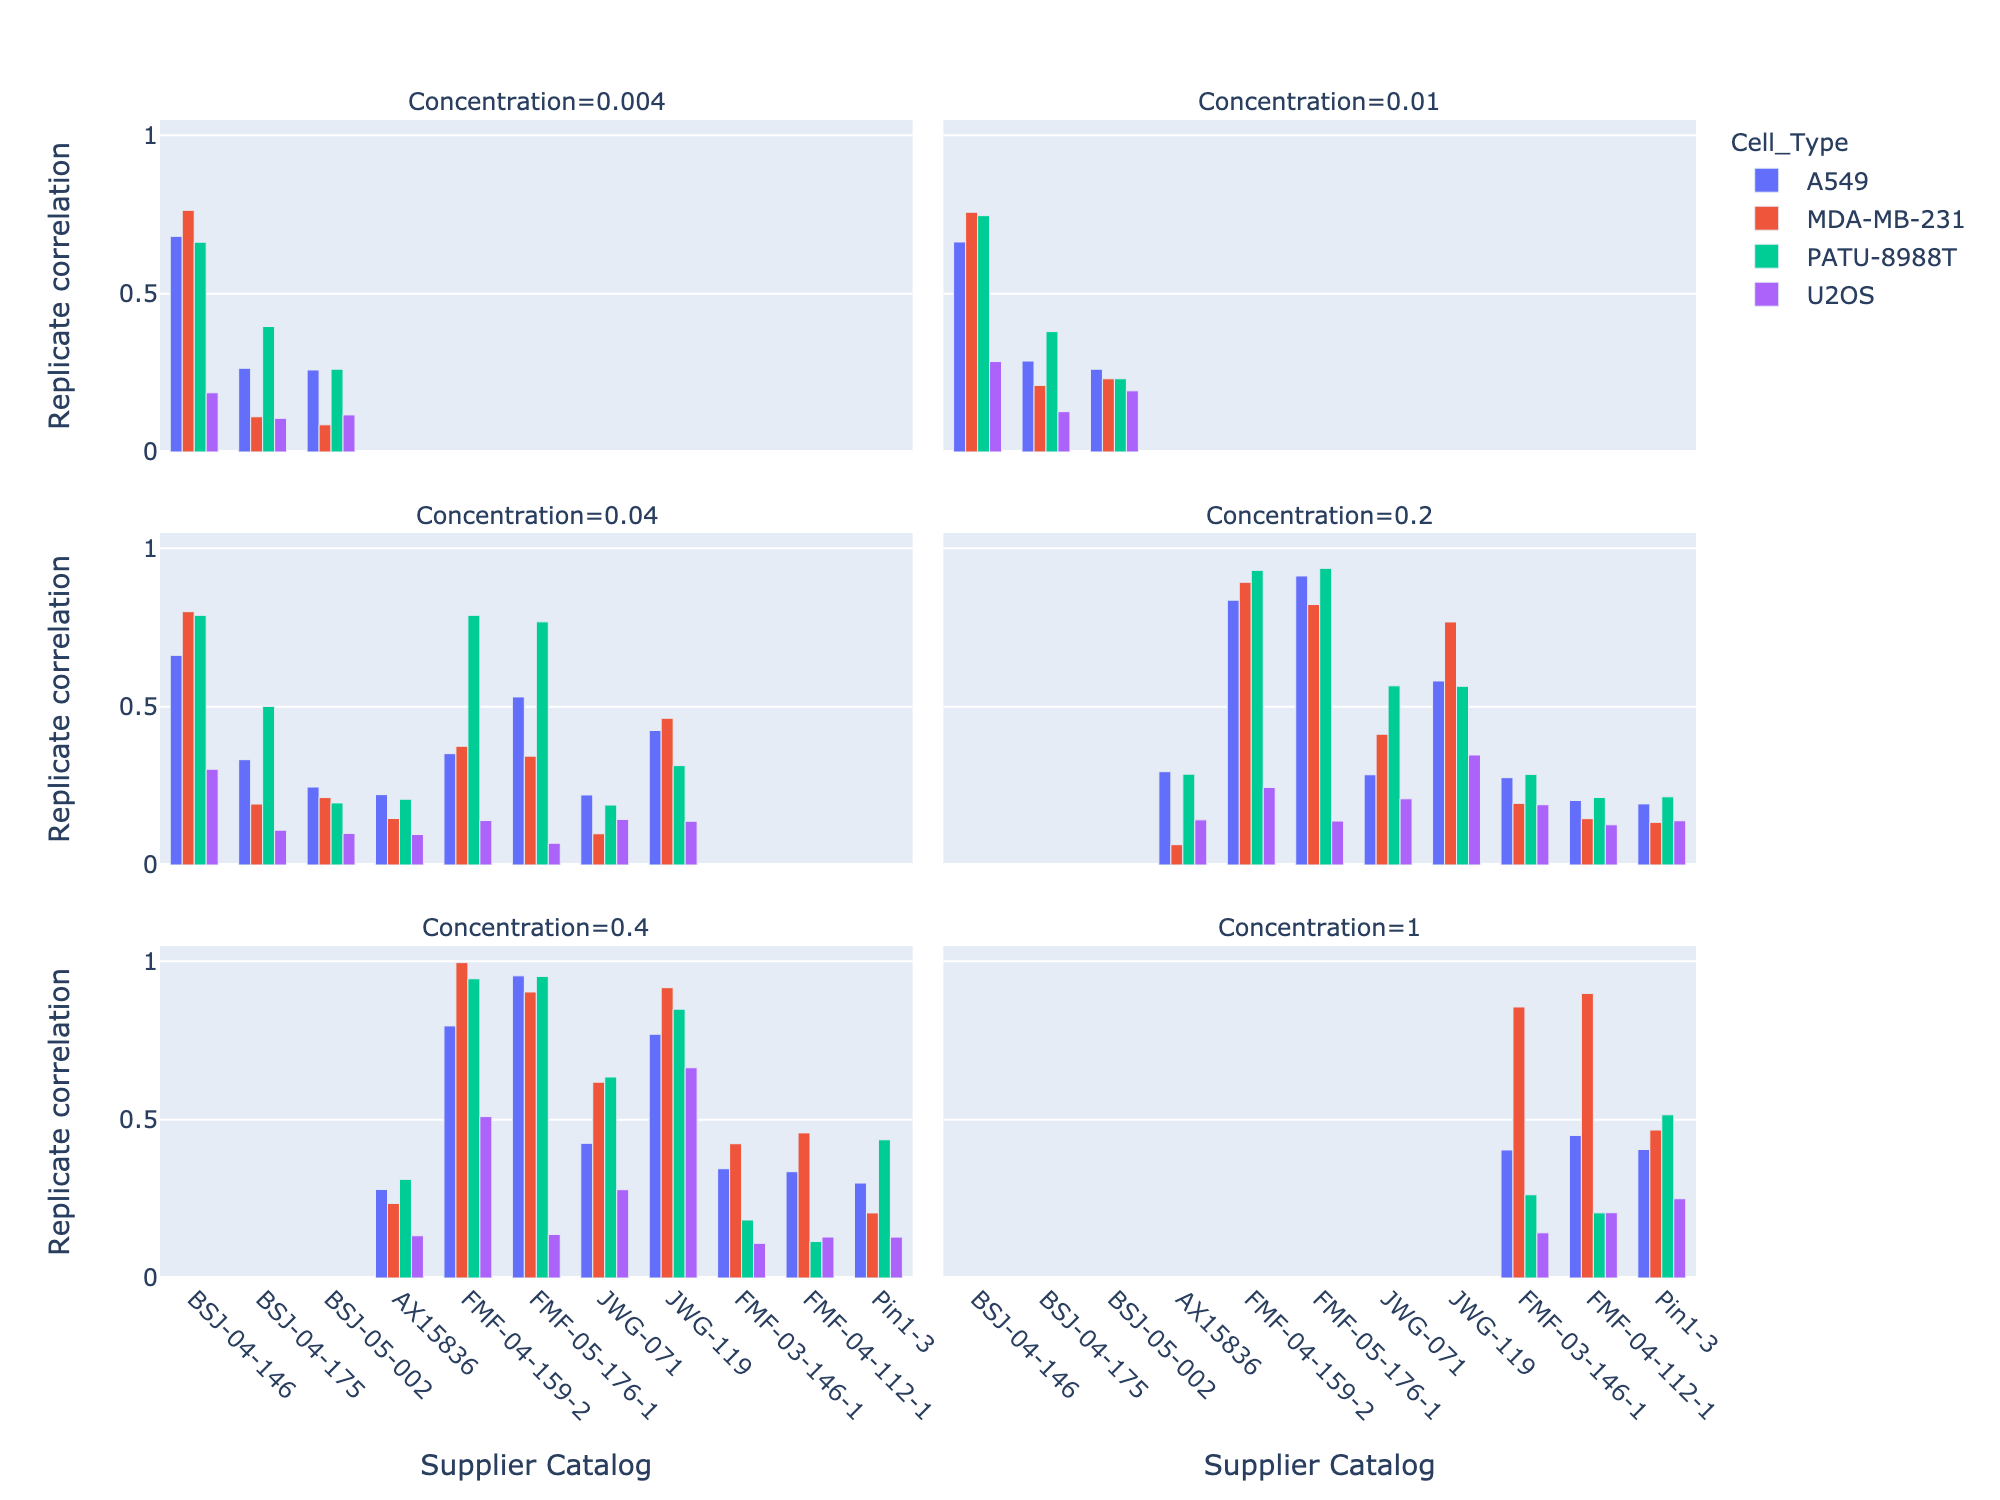 Concentration=0.004
Concentration=0.01
Replicate correlation
1
0.5
0
Cell_Type
A549
MDA-MB-231
PATU-8988T
U2OS
Concentration=0.04
Concentration=0.2
Replicate correlation
1
0.5
0
Concentration=0.4
Concentration=1
Replicate correlation
1
0.5
0
BSJ-04-146
BSJ-04-175
BSJ-05-002
AX15836
FMF-04-159-2
FMF-05-176-1
JWG-071
JWG-119
FMF-03-146-1
FMF-04-112-1
Pin1-3
BSJ-04-146
BSJ-04-175
BSJ-05-002
AX15836
FMF-04-159-2
FMF-05-176-1
JWG-071
JWG-119
FMF-03-146-1
FMF-04-112-1
Pin1-3
Supplier Catalog
Supplier Catalog